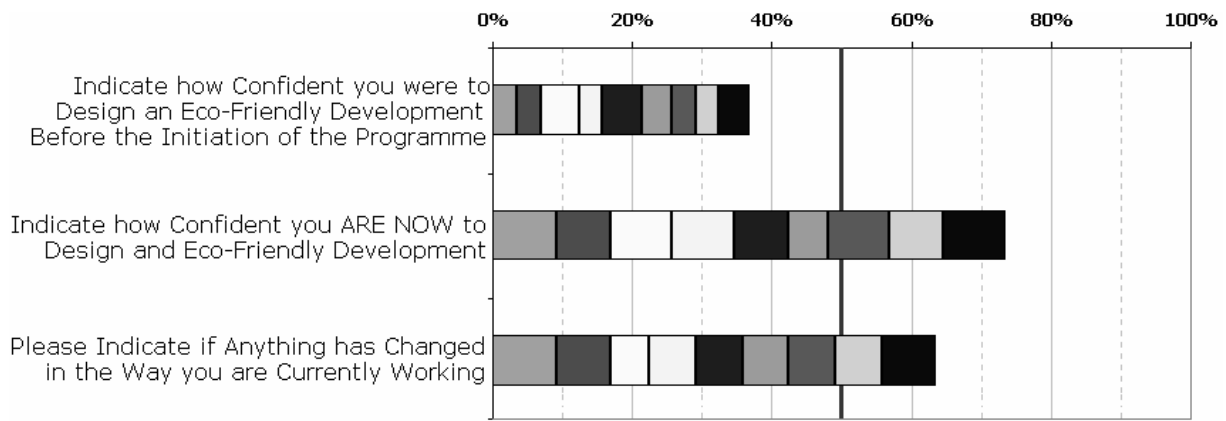 0% 20% 40% 60% 80% 100%
Indicate how Confident you were to
Design an Eco-Friendly Development
Before the Initiation of the Programme
Indicate how Confident you ARE NOW to
Design and Eco-Friendly Development
Please Indicate if Anything has Changed
in the Way you are Currently Working